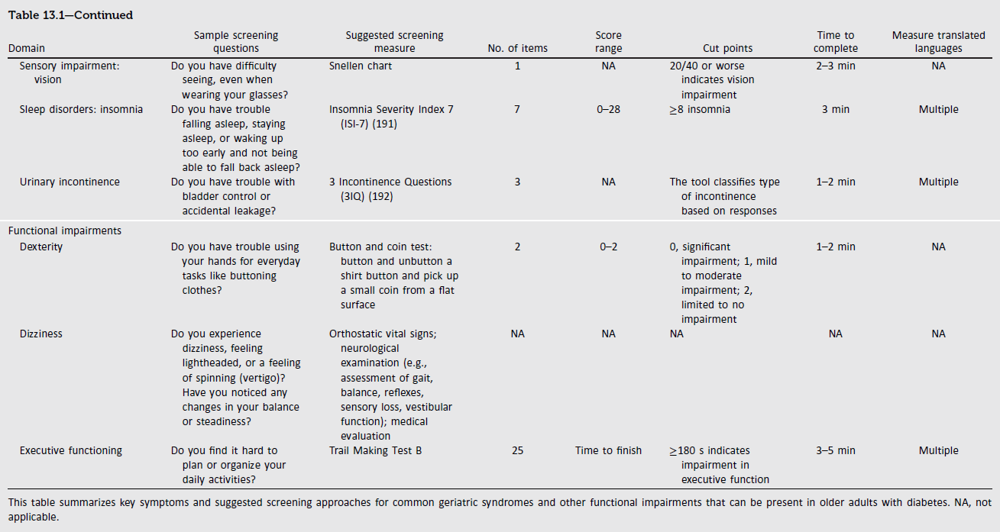 Table 13.1—Continued
Domain
Sample screening questions
Suggested screening measure
No. of items
Score range
Cut points
Time to complete
Measure translated languages
Sensory impairment:
vision
Do you have difficulty
seeing, even when
wearing your glasses?
Snellen chart
1
NA
20/40 or worse
indicates vision
impairment
2–3 min
NA
Sleep disorders: insomnia
Do you have trouble
falling asleep, staying
asleep, or waking up
too early and not being
able to fall back asleep?
Insomnia Severity Index 7
(ISI-7) (191)
7
0–28
≥8 insomnia
3 min
Multiple
Urinary incontinence
Do you have trouble with
bladder control or
accidental leakage?
3 Incontinence Questions
(3IQ) (192)
3
NA
The tool classifies type
of incontinence
based on responses
1–2 min
Multiple
Functional impairments
Dexterity
Do you have trouble using
your hands for everyday
tasks like buttoning
clothes?
Button and coin test:
button and unbutton a
shirt button and pick up
a small coin from a flat
surface
2
0–2
0, significant
impairment; 1, mild
to moderate
impairment; 2,
limited to no
impairment
1–2 min
NA
Dizziness
Do you experience
dizziness, feeling
lightheaded, or a feeling
of spinning (vertigo)?
Have you noticed any
changes in your balance
or steadiness?
Orthostatic vital signs;
neurological
examination (e.g.,
assessment of gait,
balance, reflexes,
sensory loss, vestibular
function); medical
evaluation
NA
NA
NA
NA
NA
Executive functioning
Do you find it hard to
plan or organize your
daily activities?
Trail Making Test B
25
Time to finish
≥180 s indicates
impairment in
executive function
3–5 min
Multiple
This table summarizes key symptoms and suggested screening approaches for common geriatric syndromes and other functional impairments that can be present in older adults with diabetes. NA, not
applicable.